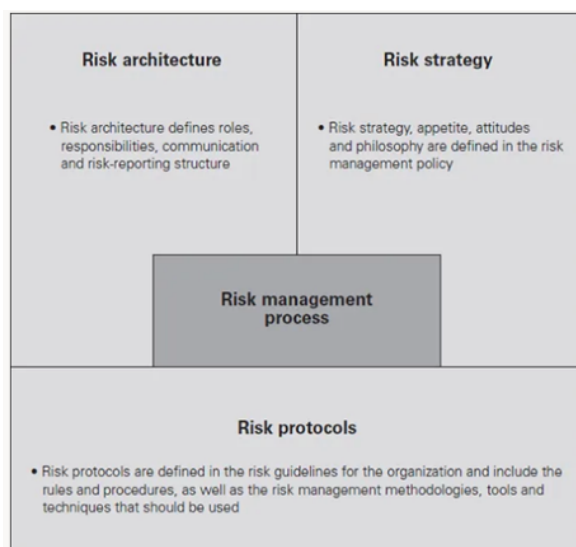 Risk architecture
• Risk architecture defines roles,
responsibilities, communication
and risk-reporting structure
Risk strategy
• Risk strategy, appetite, attitudes
and philosophy are defined in the risk
management policy
Risk management
process
Risk protocols
• Risk protocols are defined in the risk guidelines for the organization and include the
rules and procedures, as well as the risk management methodologies, tools and
techniques that should be used